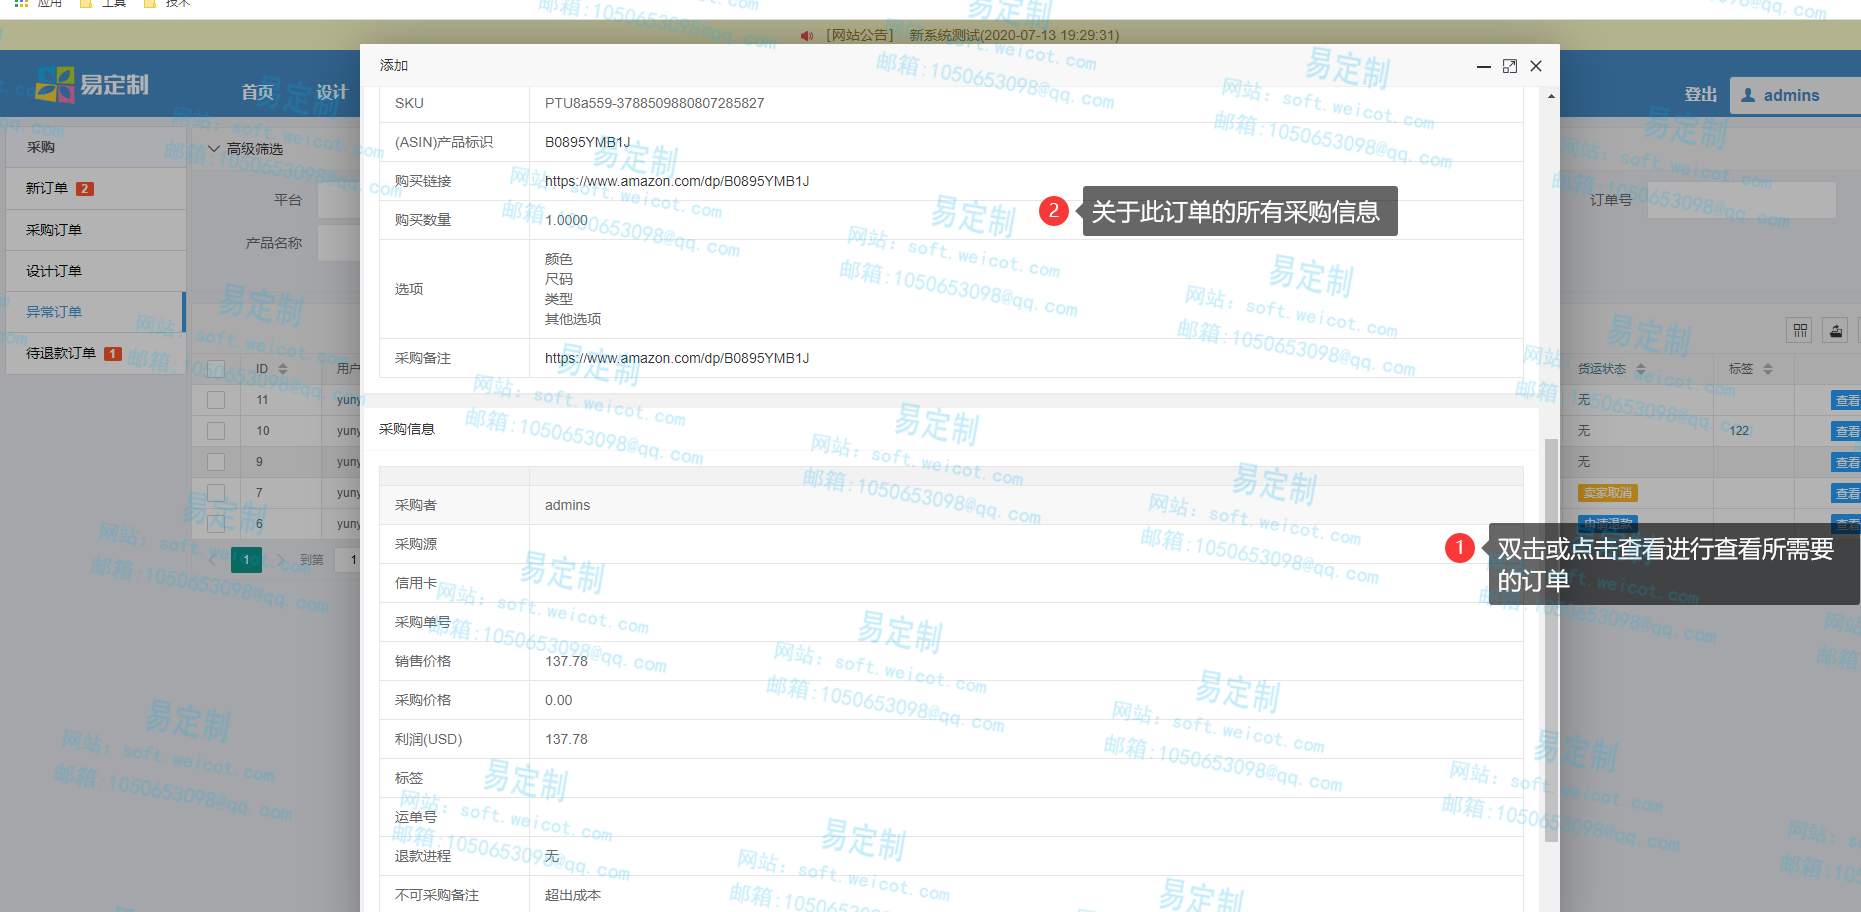 应用 工具 技术
[网站公告] 新系统测试(2020-07-13 19:29:31)
易定制
首页 设计
登出 admins
采购
新订单 2
采购订单
设计订单
异常订单
待退款订单 1
高级筛选
平台
产品名称
订单号
ID 用户
货运状态 标签
11 yuny 无 查看
10 yuny 无 122 查看
9 yuny 无 查看
7 yuny 卖家取消 查看
6 yuny 申请退款 查看
1 到第 1
添加
SKU PTU8a559-3788509880807285827
(ASIN)产品标识 B0895YMB1J
购买链接 https://www.amazon.com/dp/B0895YMB1J
购买数量 1.0000
选项
颜色
尺码
类型
其他选项
采购备注 https://www.amazon.com/dp/B0895YMB1J
2 关于此订单的所有采购信息
采购信息
采购者 admins
采购源
信用卡
采购单号
销售价格 137.78
采购价格 0.00
利润(USD) 137.78
标签
运单号
退款进程 无
不可采购备注 超出成本
1 双击或点击查看进行查看所需要
的订单
易定制
网站: soft.weicot.com
邮箱:1050653098@qq.com